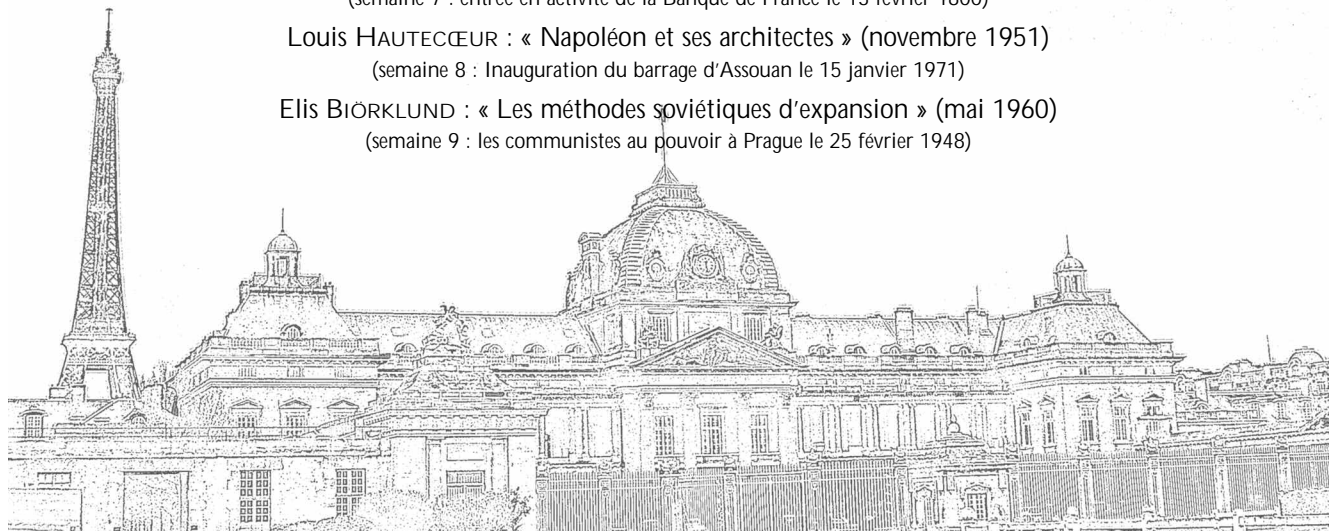 (semaine 7 : entrée en activité de la Banque de France le 13 février 1800)
Louis HAUTECŒUR : « Napoléon et ses architectes » (novembre 1951)
(semaine 8 : Inauguration du barrage d'Assouan le 15 janvier 1971)
Elis BIÖRKLUND : « Les méthodes soviétiques d'expansion » (mai 1960)
(semaine 9 : les communistes au pouvoir à Prague le 25 février 1948)